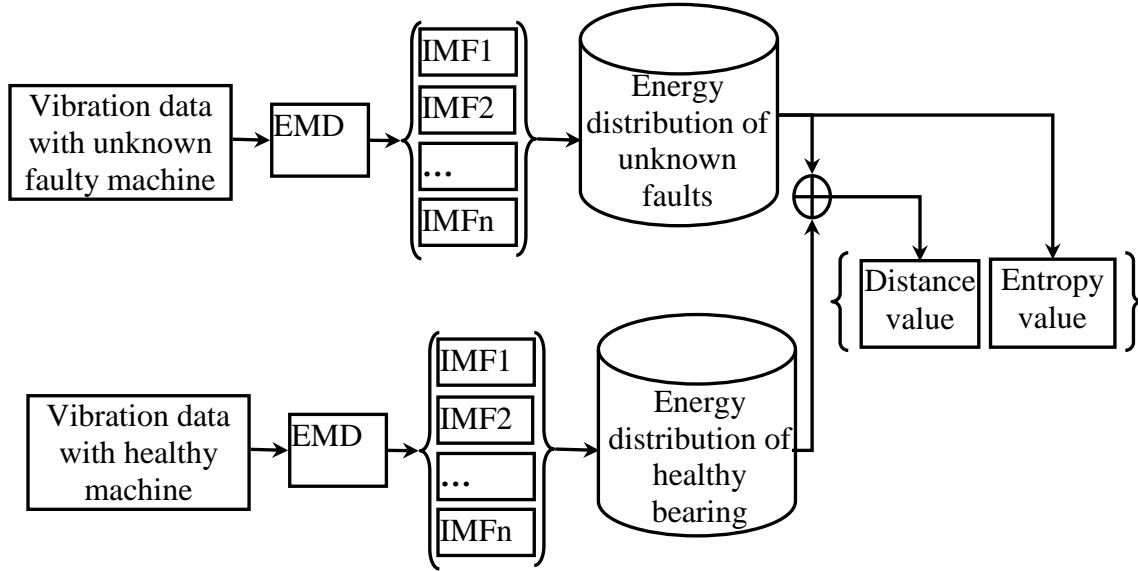 Vibration data
with unknown
faulty machine
EMD
IMF1
IMF2
...
IMFn
Energy
distribution of
unknown
faults
Distance
value
Entropy
value
Vibration data
with healthy
machine
EMD
IMF1
IMF2
...
IMFn
Energy
distribution of
healthy
bearing